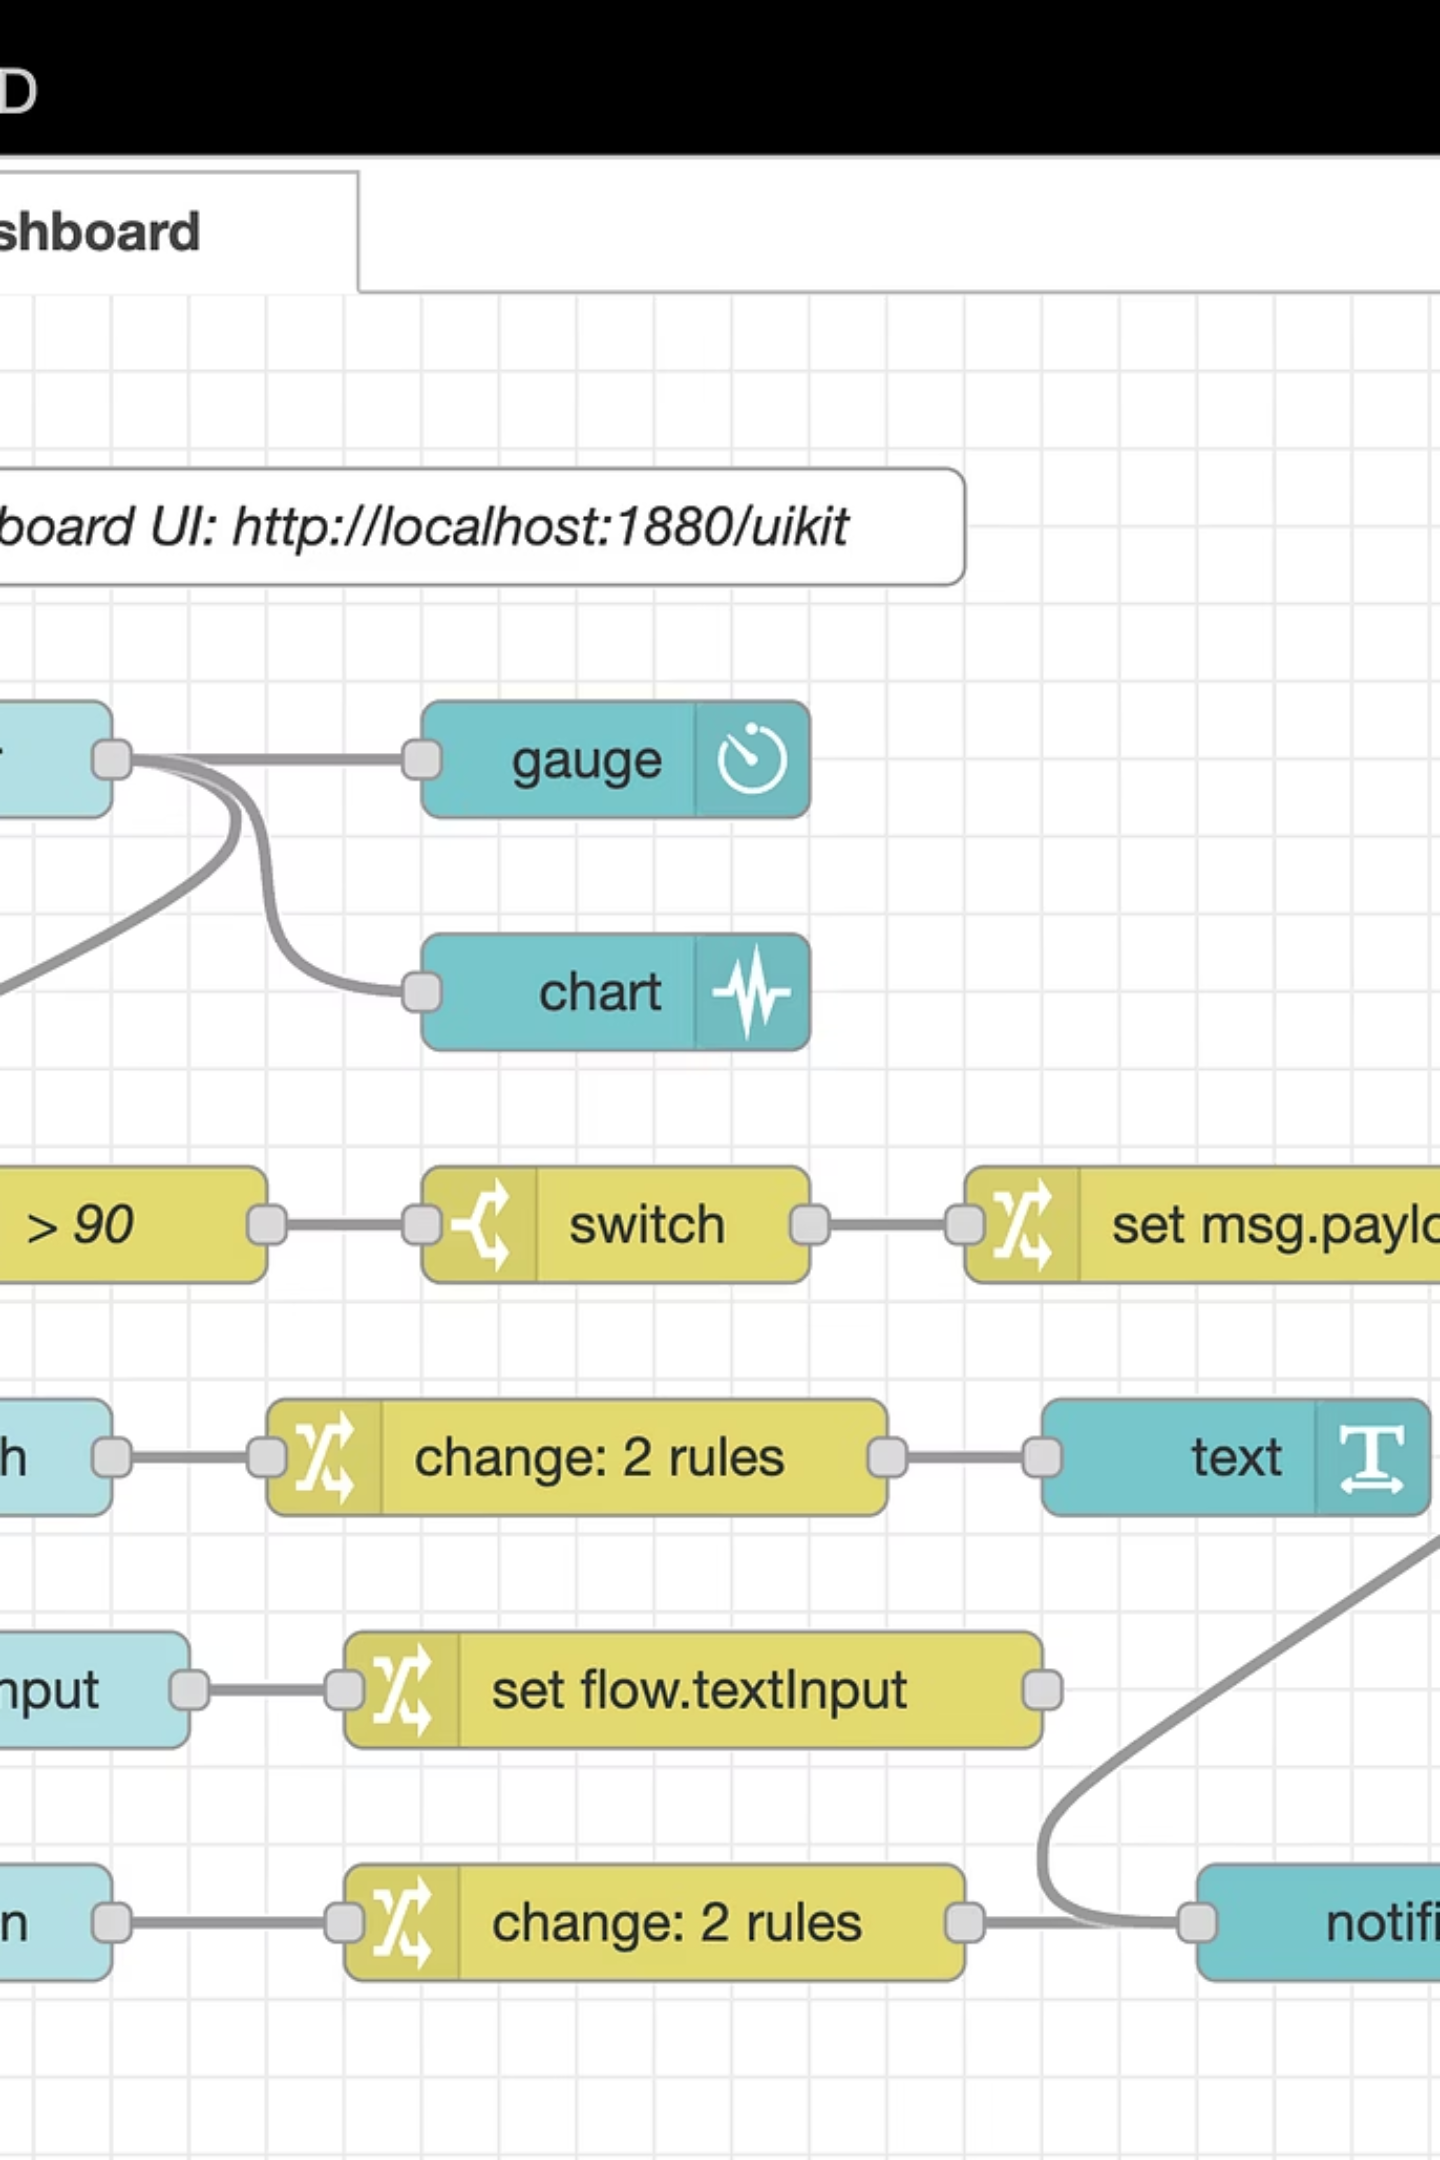 D
shboard
board UI: http://localhost:1880/uikit
gauge
chart
> 90
switch
set msg.paylo
h
change: 2 rules
text
nput
set flow.textInput
n
change: 2 rules
notifi